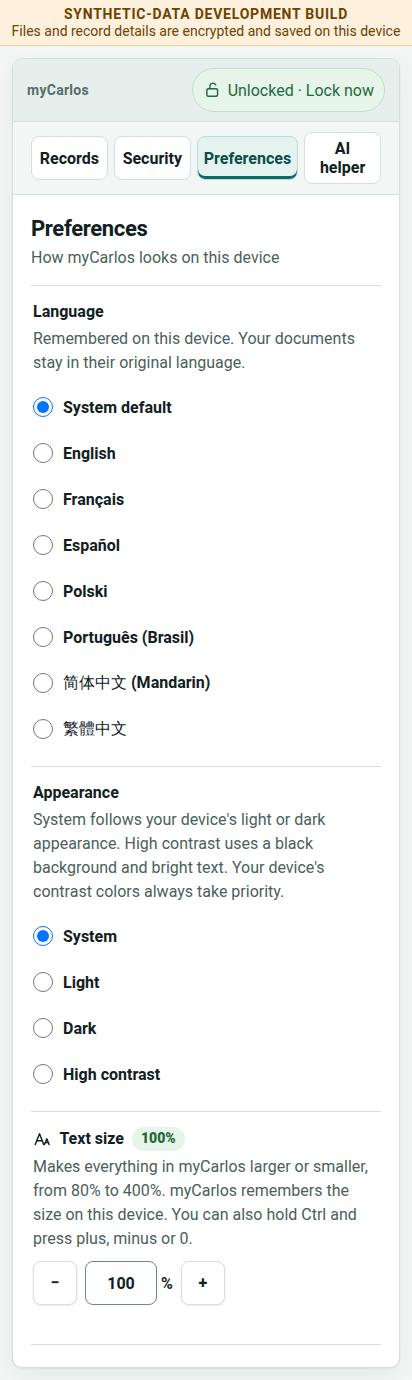 SYNTHETIC-DATA DEVELOPMENT BUILD
Files and record details are encrypted and saved on this device
myCarlos
Unlocked · Lock now
Records
Security
Preferences
AI
helper
Preferences
How myCarlos looks on this device
Language
Remembered on this device. Your documents
stay in their original language.
System default
English
Français
Español
Polski
Português (Brasil)
简体中文 (Mandarin)
繁體中文
Appearance
System follows your device's light or dark
appearance. High contrast uses a black
background and bright text. Your device's
contrast colors always take priority.
System
Light
Dark
High contrast
Text size 100%
Makes everything in myCarlos larger or smaller,
from 80% to 400%. myCarlos remembers the
size on this device. You can also hold Ctrl and
press plus, minus or 0.
− 100 % +